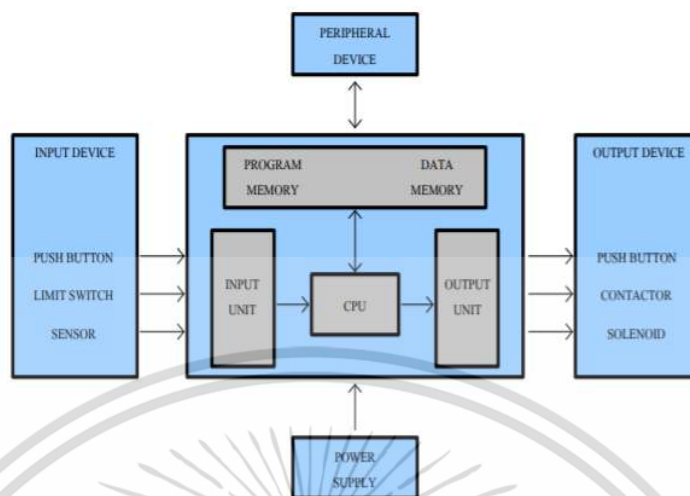 PERIPHERAL
DEVICE
INPUT DEVICE
PUSH BUTTON
LIMIT SWITCH
SENSOR
PROGRAM
MEMORY
DATA
MEMORY
INPUT
UNIT
CPU
OUTPUT
UNIT
OUTPUT DEVICE
PUSH BUTTON
CONTACTOR
SOLENOID
POWER
SUPPLY